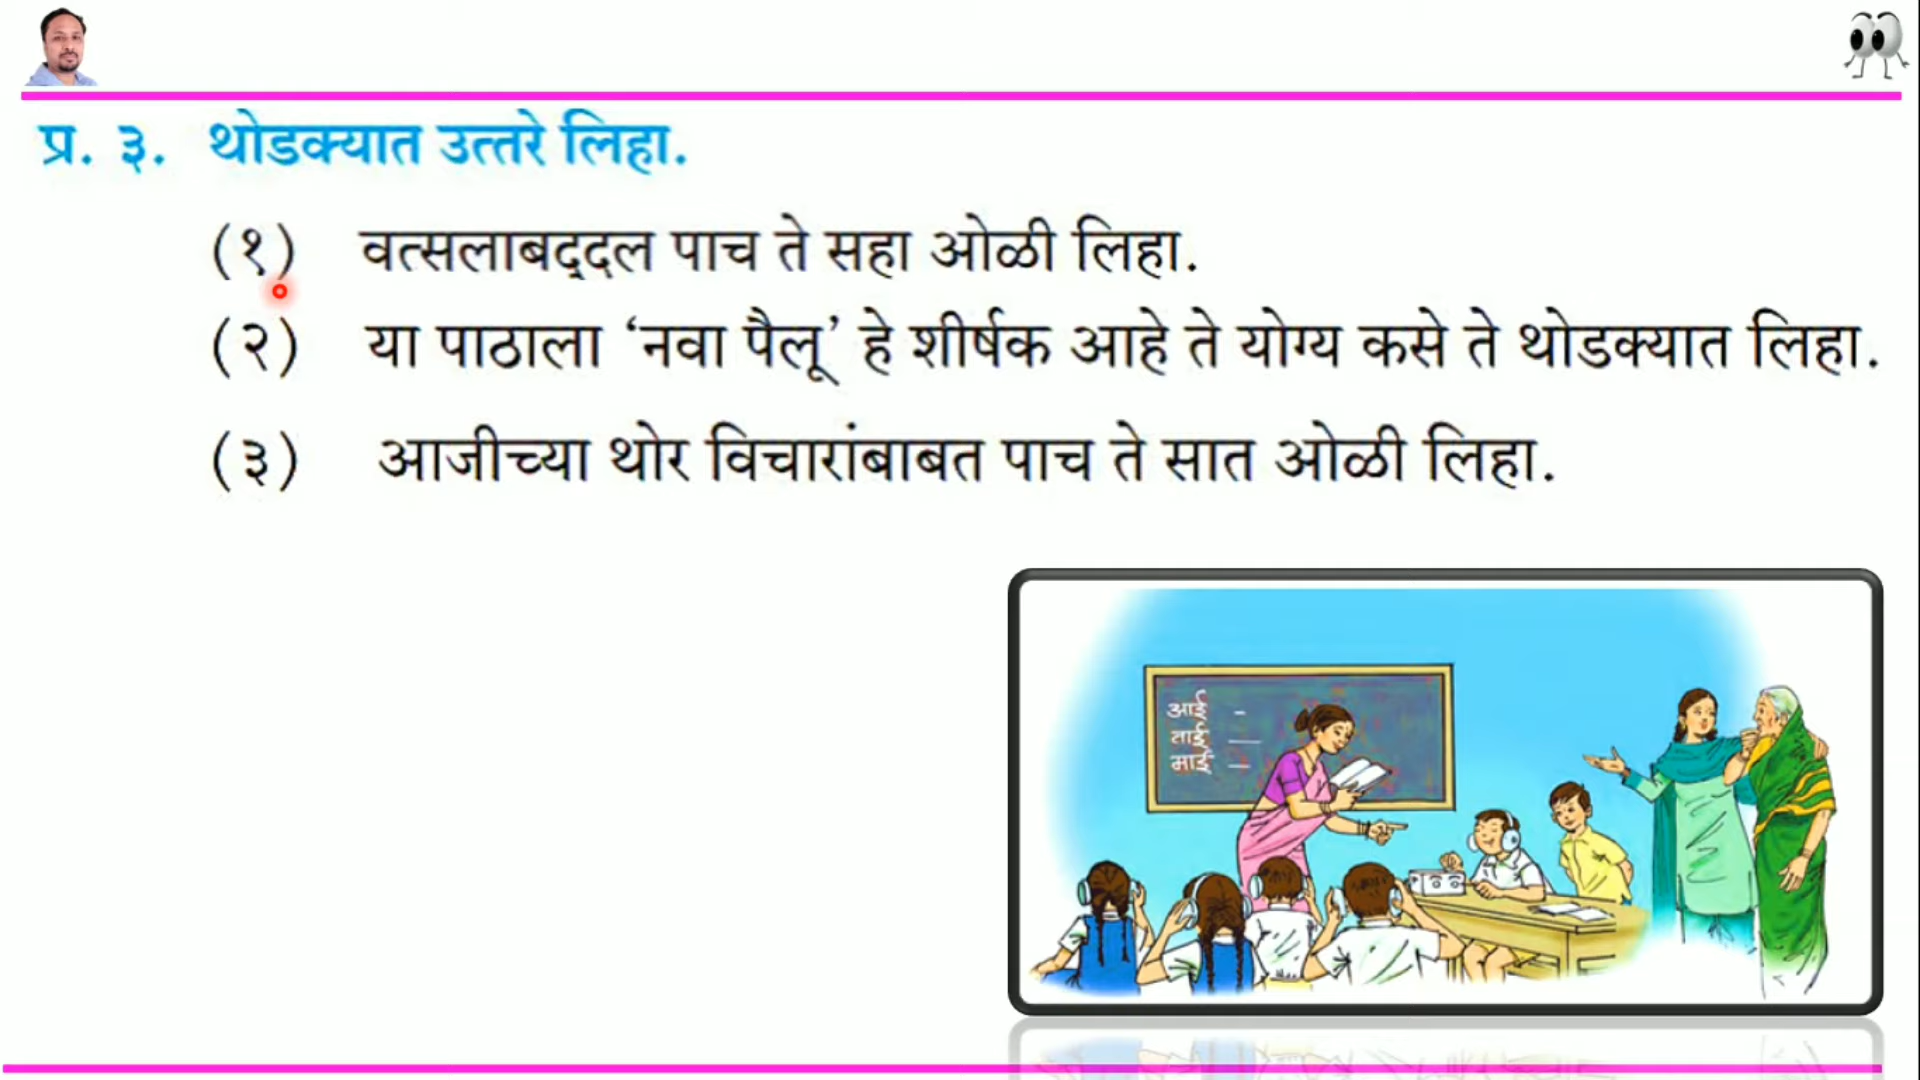 प्र. ३. थोडक्यात उत्तरे लिहा.
(१) वत्सलाबद्दल पाच ते सहा ओळी लिहा.
(२) या पाठाला ‘नवा पैलू’ हे शीर्षक आहे ते योग्य कसे ते थोडक्यात लिहा.
(३) आजीच्या थोर विचारांबाबत पाच ते सात ओळी लिहा.
आई -
ताई —
माई —